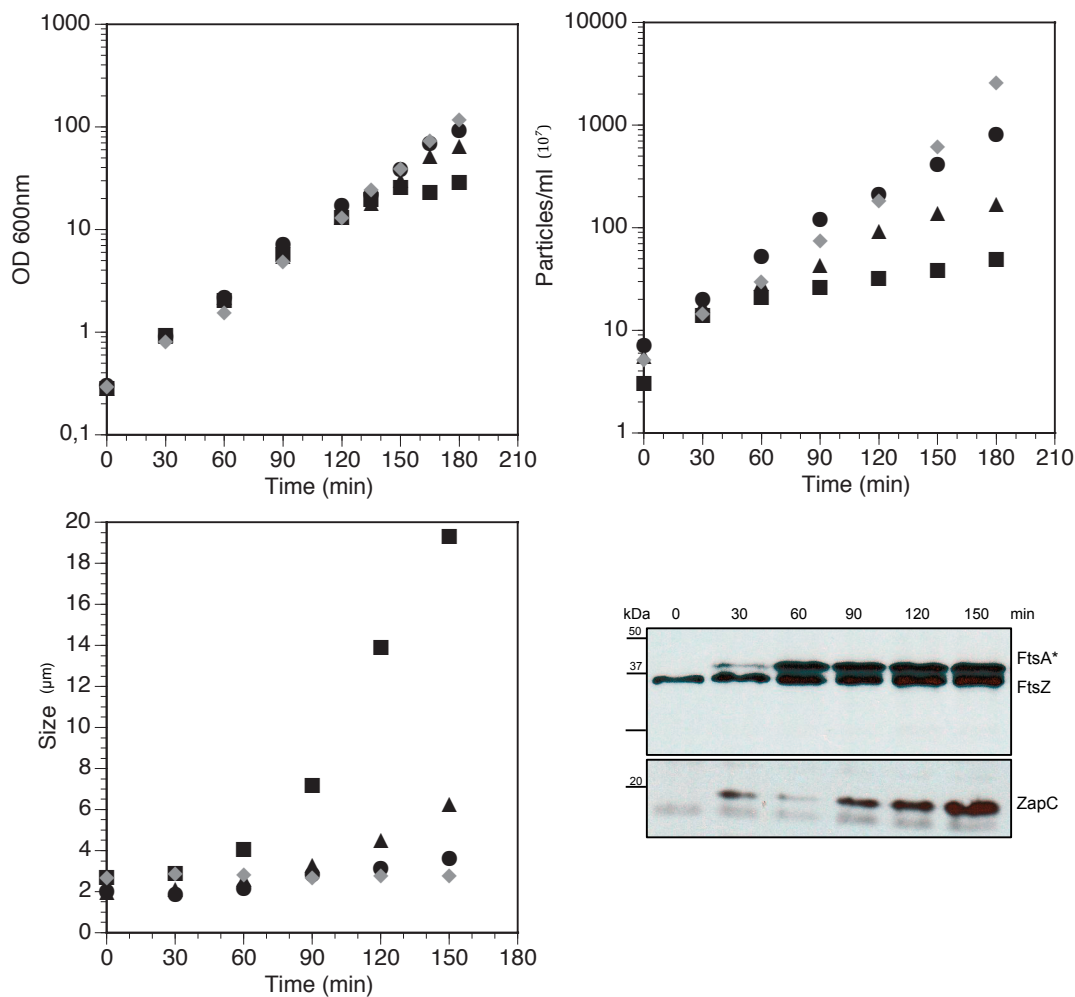 1000
100
10
1
0,1
OD 600nm
0 30 60 90 120 150 180 210
Time (min)
10000
1000
100
10
1
Particles/ml (10⁷)
0 30 60 90 120 150 180 210
Time (min)
20
18
16
14
12
10
8
6
4
2
0
Size (µm)
0 30 60 90 120 150 180
Time (min)
kDa 0 30 60 90 120 150 min
50
37
FtsA*
FtsZ
20
ZapC